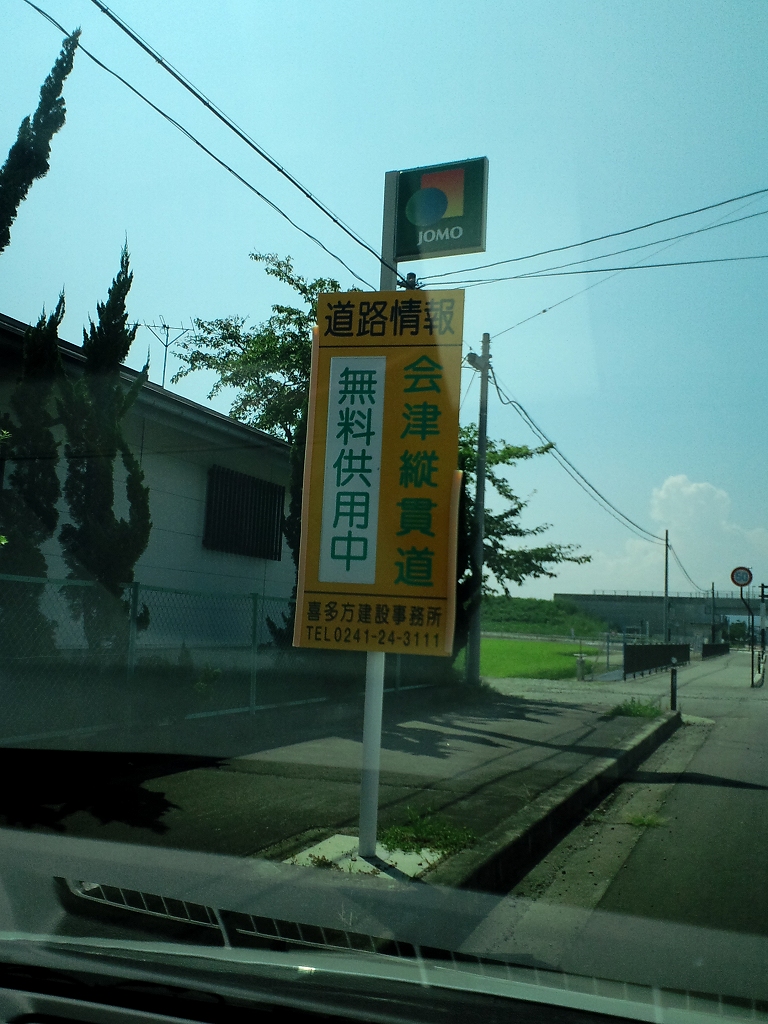 JOMO
道路情報
会津縦貫道
無料供用中
喜多方建設事務所
TEL0241-24-3111